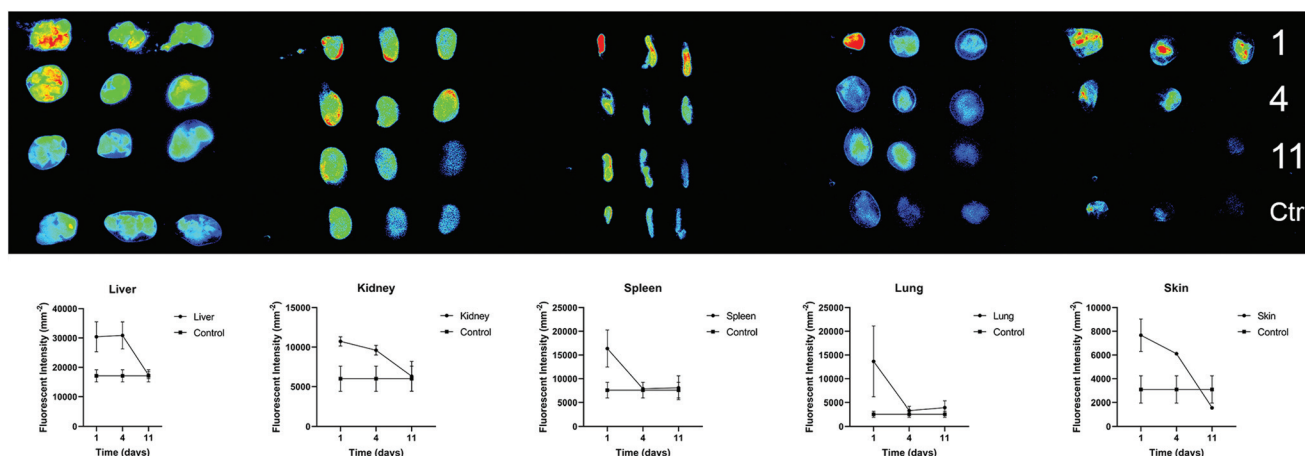 1
4
11
Ctr
Liver
Fluorescent Intensity (mm-2)
40000
30000
20000
10000
0
1 4 11
Time (days)
Liver
Control
Kidney
Fluorescent Intensity (mm-2)
15000
10000
5000
0
1 4 11
Time (days)
Kidney
Control
Spleen
Fluorescent Intensity (mm-2)
25000
20000
15000
10000
5000
0
1 4 11
Time (days)
Spleen
Control
Lung
Fluorescent Intensity (mm-2)
25000
20000
15000
10000
5000
0
1 4 11
Time (days)
Lung
Control
Skin
Fluorescent Intensity (mm-2)
10000
8000
6000
4000
2000
0
1 4 11
Time (days)
Skin
Control